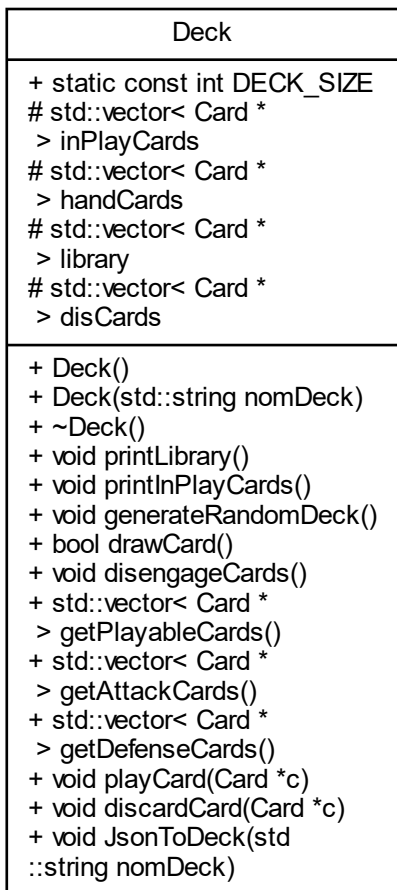 Deck
+ static const int DECK_SIZE
# std::vector< Card *
> inPlayCards
# std::vector< Card *
> handCards
# std::vector< Card *
> library
# std::vector< Card *
> disCards
+ Deck()
+ Deck(std::string nomDeck)
+ ~Deck()
+ void printLibrary()
+ void printInPlayCards()
+ void generateRandomDeck()
+ bool drawCard()
+ void disengageCards()
+ std::vector< Card *
> getPlayableCards()
+ std::vector< Card *
> getAttackCards()
+ std::vector< Card *
> getDefenseCards()
+ void playCard(Card *c)
+ void discardCard(Card *c)
+ void JsonToDeck(std
::string nomDeck)